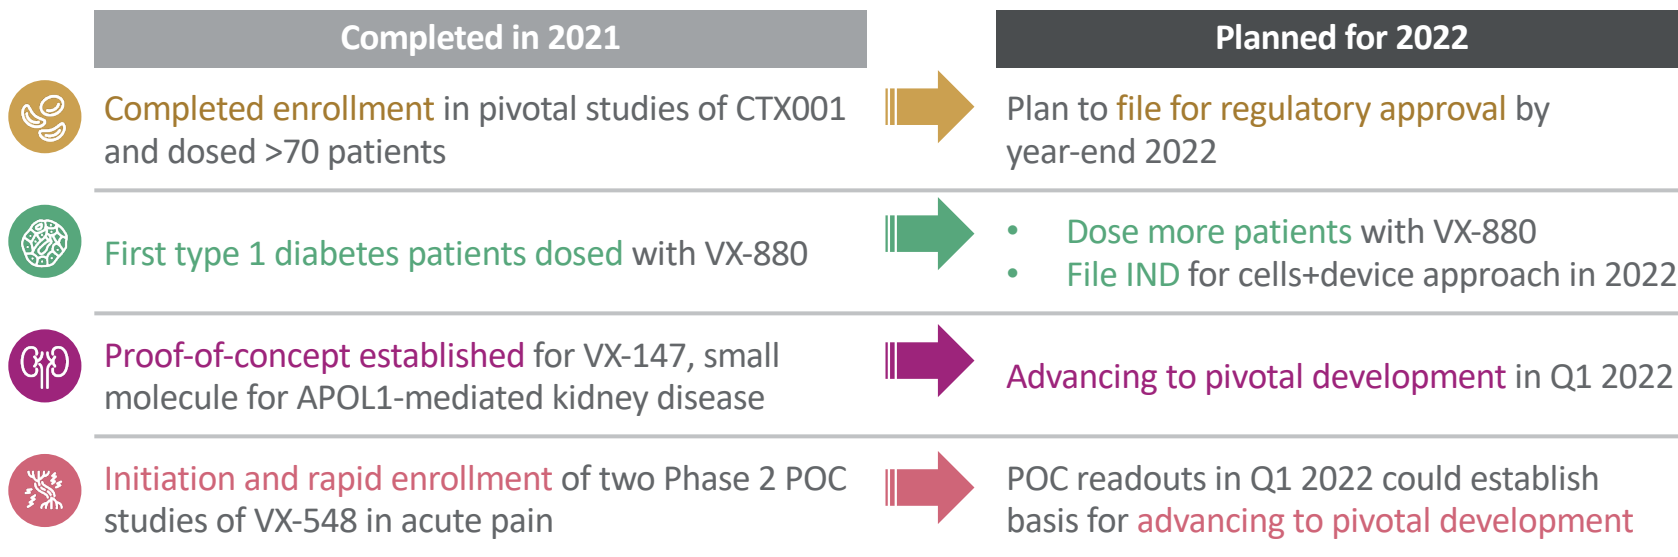 Completed in 2021
Planned for 2022
Completed enrollment in pivotal studies of CTX001
and dosed >70 patients
Plan to file for regulatory approval by
year-end 2022
First type 1 diabetes patients dosed with VX-880
• Dose more patients with VX-880
• File IND for cells+device approach in 2022
Proof-of-concept established for VX-147, small
molecule for APOL1-mediated kidney disease
Advancing to pivotal development in Q1 2022
Initiation and rapid enrollment of two Phase 2 POC
studies of VX-548 in acute pain
POC readouts in Q1 2022 could establish
basis for advancing to pivotal development